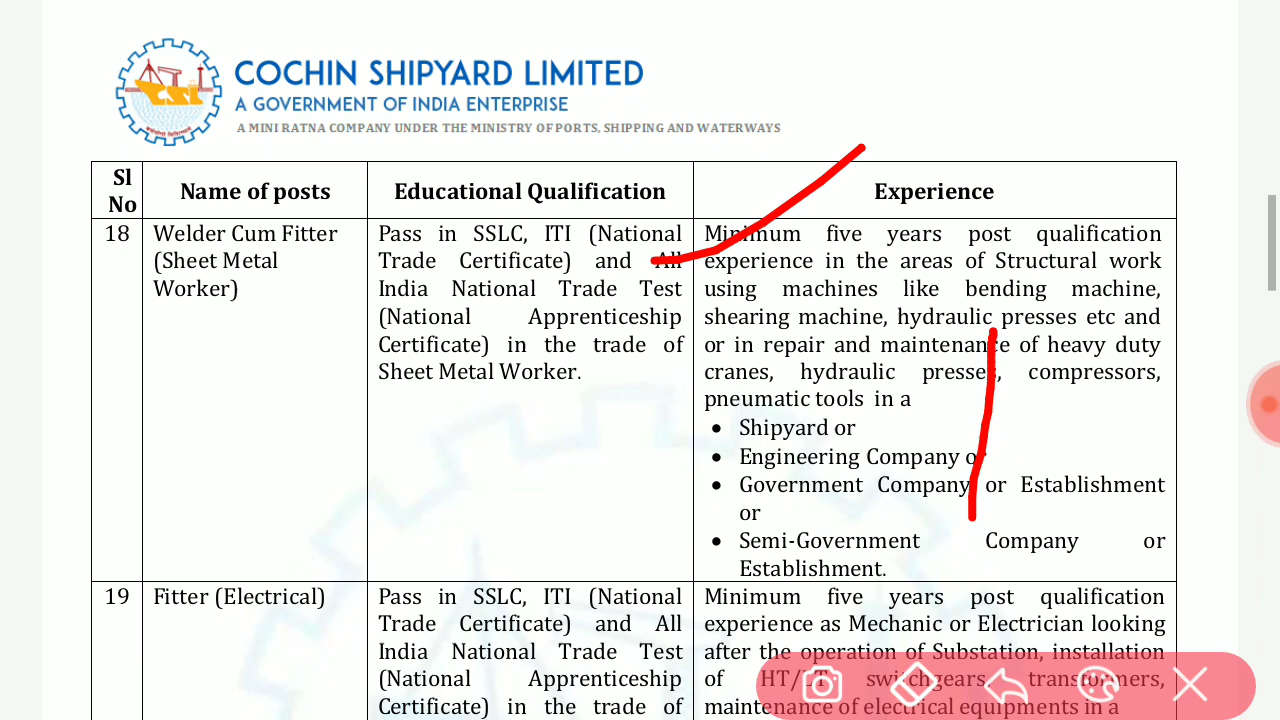 COCHIN SHIPYARD LIMITED
A GOVERNMENT OF INDIA ENTERPRISE
A MINI RATNA COMPANY UNDER THE MINISTRY OF PORTS, SHIPPING AND WATERWAYS
Sl No
Name of posts
Educational Qualification
Experience
18
Welder Cum Fitter
(Sheet Metal
Worker)
Pass in SSLC, ITI (National
Trade Certificate) and All
India National Trade Test
(National Apprenticeship
Certificate) in the trade of
Sheet Metal Worker.
Minimum five years post qualification
experience in the areas of Structural work
using machines like bending machine,
shearing machine, hydraulic presses etc and
or in repair and maintenance of heavy duty
cranes, hydraulic presses, compressors,
pneumatic tools in a
• Shipyard or
• Engineering Company or
• Government Company or Establishment
or
• Semi-Government Company or
Establishment.
19
Fitter (Electrical)
Pass in SSLC, ITI (National
Trade Certificate) and All
India National Trade Test
(National Apprenticeship
Certificate) in the trade of
Minimum five years post qualification
experience as Mechanic or Electrician looking
after the operation of Substation, installation
of HT/LT switchgears, transformers,
maintenance of electrical equipments in a